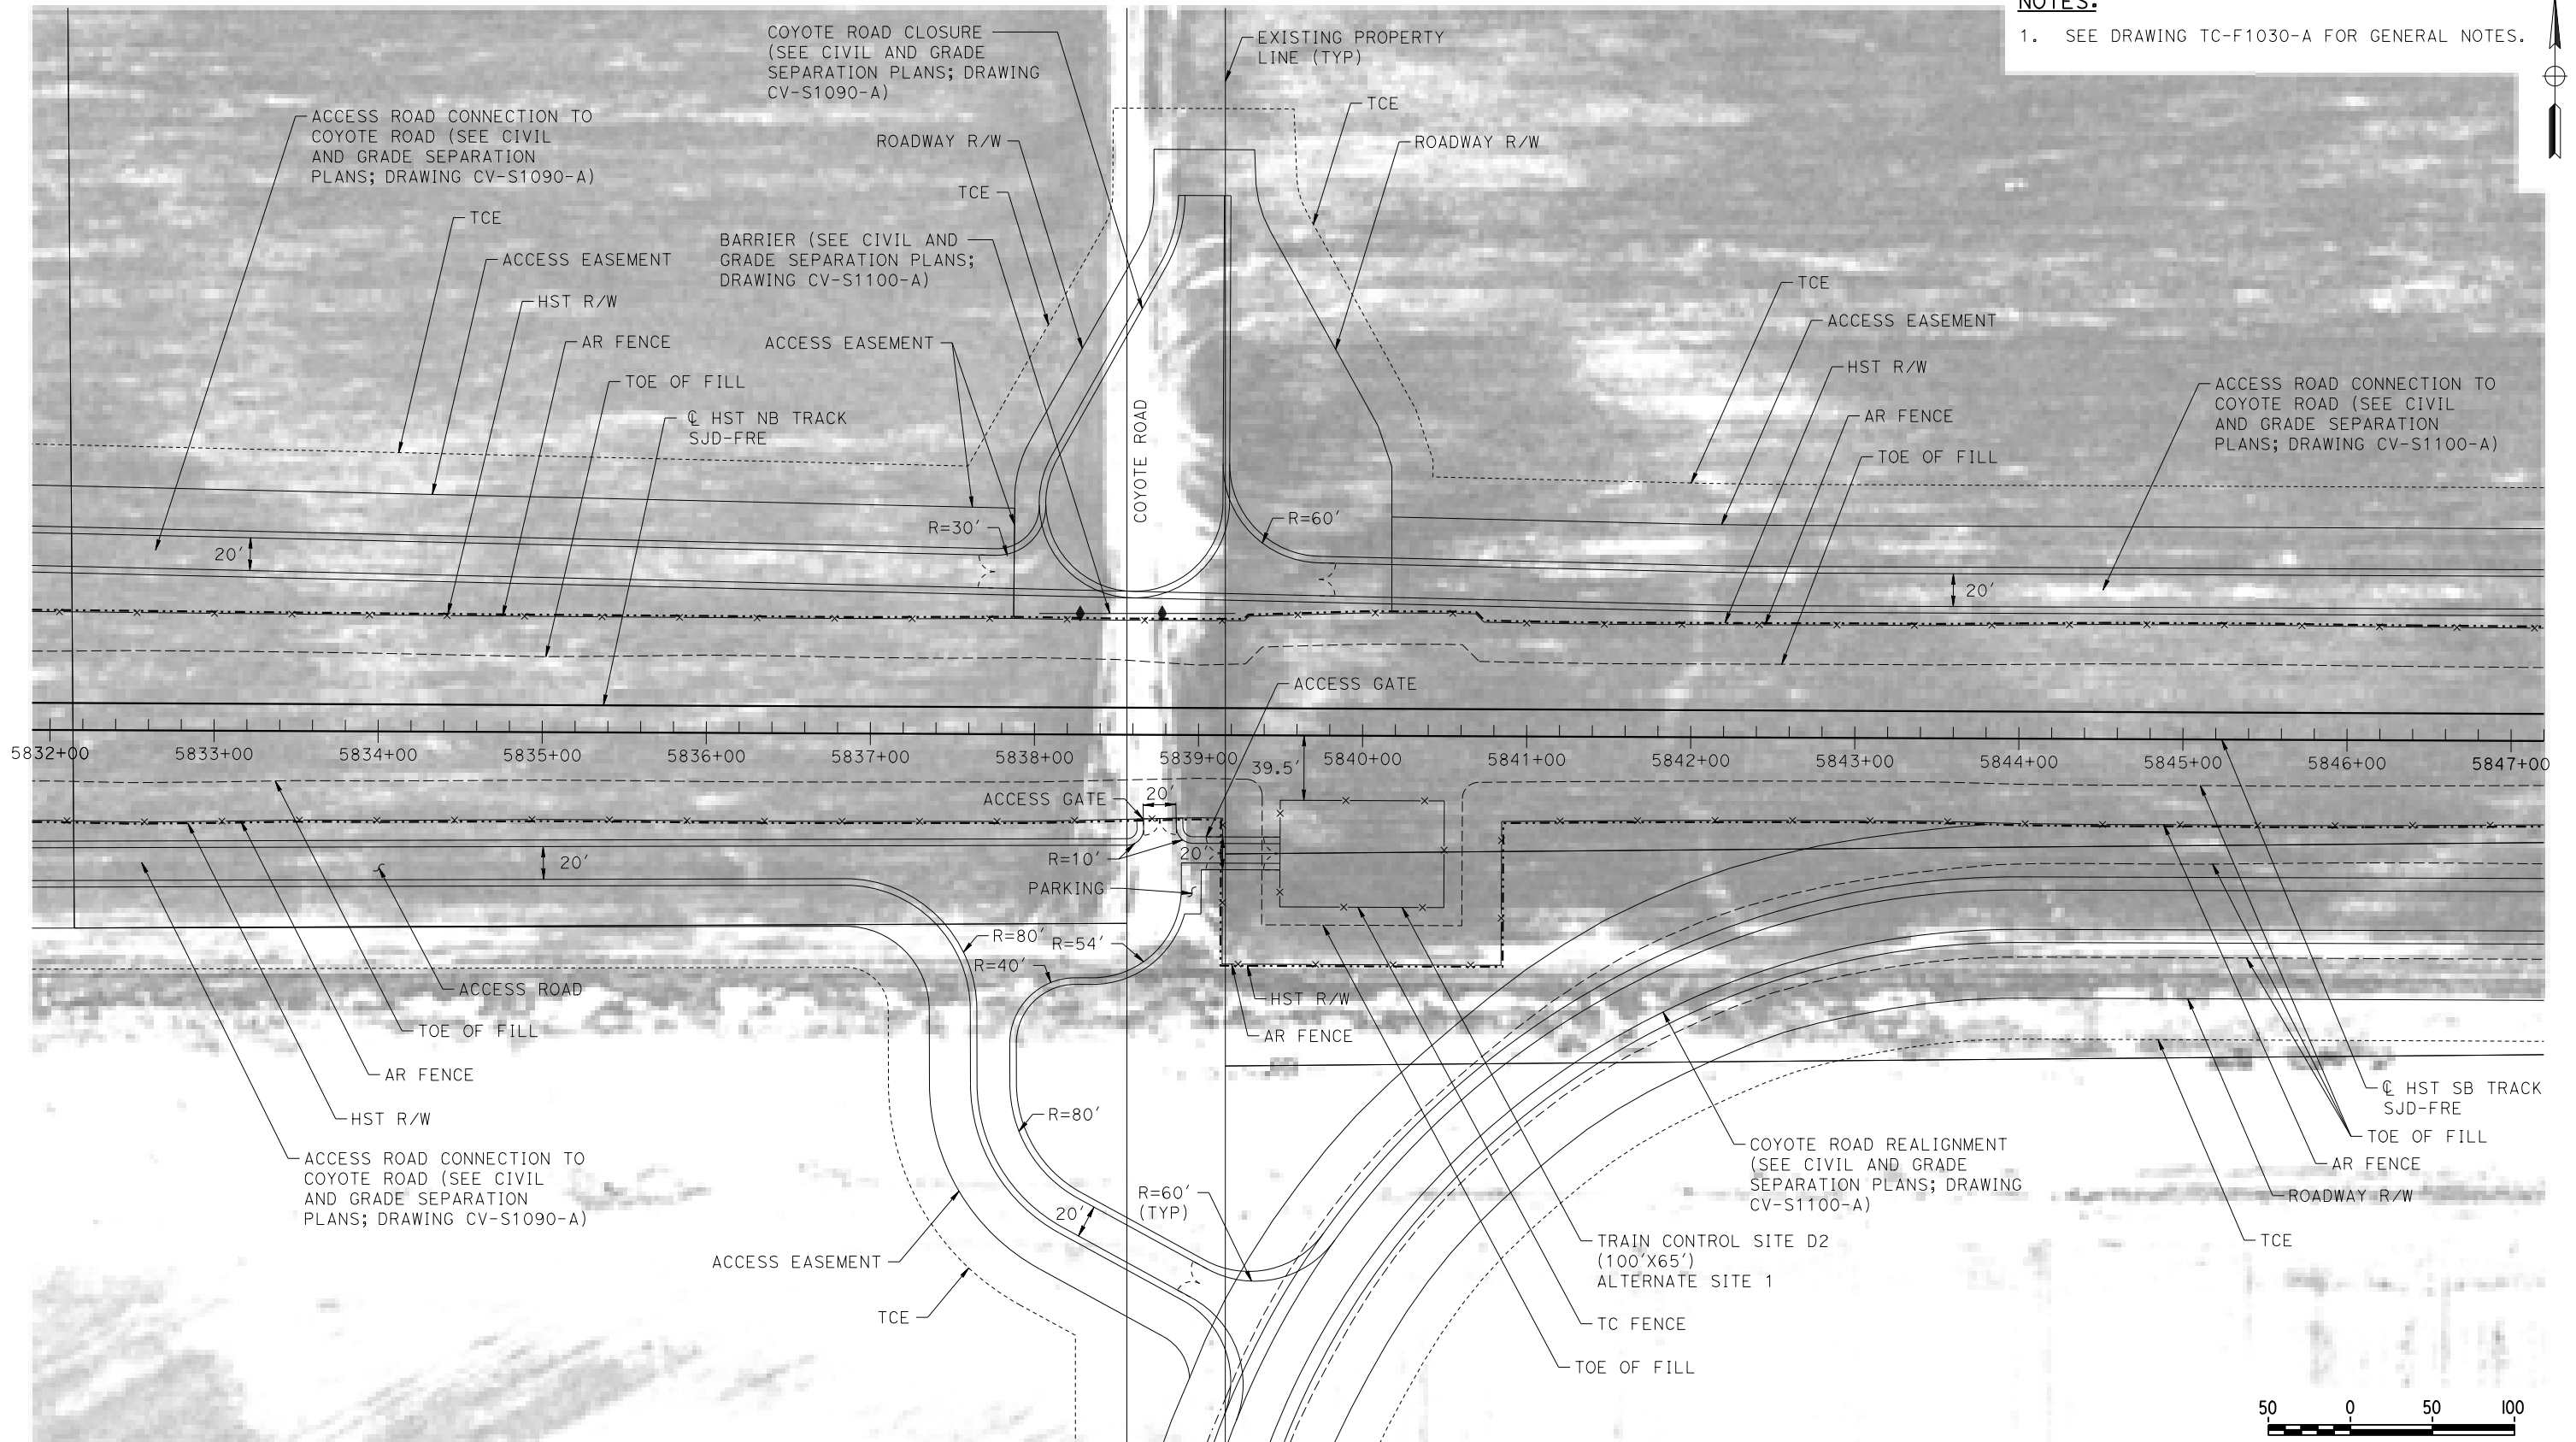 NOTES:
1. SEE DRAWING TC-F1030-A FOR GENERAL NOTES.
COYOTE ROAD CLOSURE
(SEE CIVIL AND GRADE
SEPARATION PLANS; DRAWING
CV-S1090-A)
EXISTING PROPERTY
LINE (TYP)
TCE
ROADWAY R/W
ACCESS ROAD CONNECTION TO
COYOTE ROAD (SEE CIVIL
AND GRADE SEPARATION
PLANS; DRAWING CV-S1090-A)
ROADWAY R/W
TCE
TCE
BARRIER (SEE CIVIL AND
GRADE SEPARATION PLANS;
DRAWING CV-S1100-A)
ACCESS EASEMENT
HST R/W
AR FENCE
ACCESS EASEMENT
TOE OF FILL
℄ HST NB TRACK
SJD-FRE
COYOTE ROAD
TCE
ACCESS EASEMENT
HST R/W
AR FENCE
TOE OF FILL
ACCESS ROAD CONNECTION TO
COYOTE ROAD (SEE CIVIL
AND GRADE SEPARATION
PLANS; DRAWING CV-S1100-A)
R=30'
R=60'
20'
20'
ACCESS GATE
5832+00
5833+00
5834+00
5835+00
5836+00
5837+00
5838+00
5839+00
5840+00
5841+00
5842+00
5843+00
5844+00
5845+00
5846+00
5847+00
39.5'
ACCESS GATE
20'
20'
R=10'
20'
PARKING
R=80'
R=54'
R=40'
ACCESS ROAD
TOE OF FILL
AR FENCE
HST R/W
ACCESS ROAD CONNECTION TO
COYOTE ROAD (SEE CIVIL
AND GRADE SEPARATION
PLANS; DRAWING CV-S1090-A)
HST R/W
AR FENCE
R=80'
R=60'
(TYP)
20'
ACCESS EASEMENT
TCE
COYOTE ROAD REALIGNMENT
(SEE CIVIL AND GRADE
SEPARATION PLANS; DRAWING
CV-S1100-A)
TRAIN CONTROL SITE D2
(100'X65')
ALTERNATE SITE 1
TC FENCE
TOE OF FILL
℄ HST SB TRACK
SJD-FRE
TOE OF FILL
AR FENCE
ROADWAY R/W
TCE
50 0 50 100